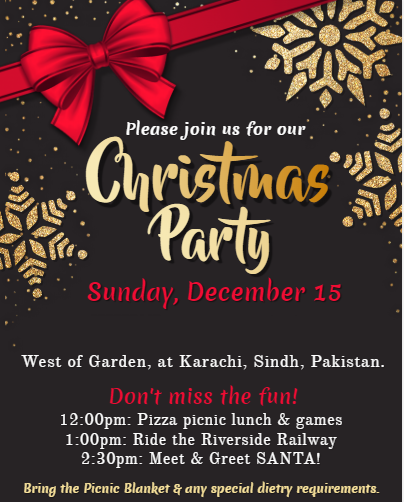 Please join us for our
Christmas
Party
Sunday, December 15
West of Garden, at Karachi, Sindh, Pakistan.
Don't miss the fun!
12:00pm: Pizza picnic lunch & games
1:00pm: Ride the Riverside Railway
2:30pm: Meet & Greet SANTA!
Bring the Picnic Blanket & any special dietry requirements.